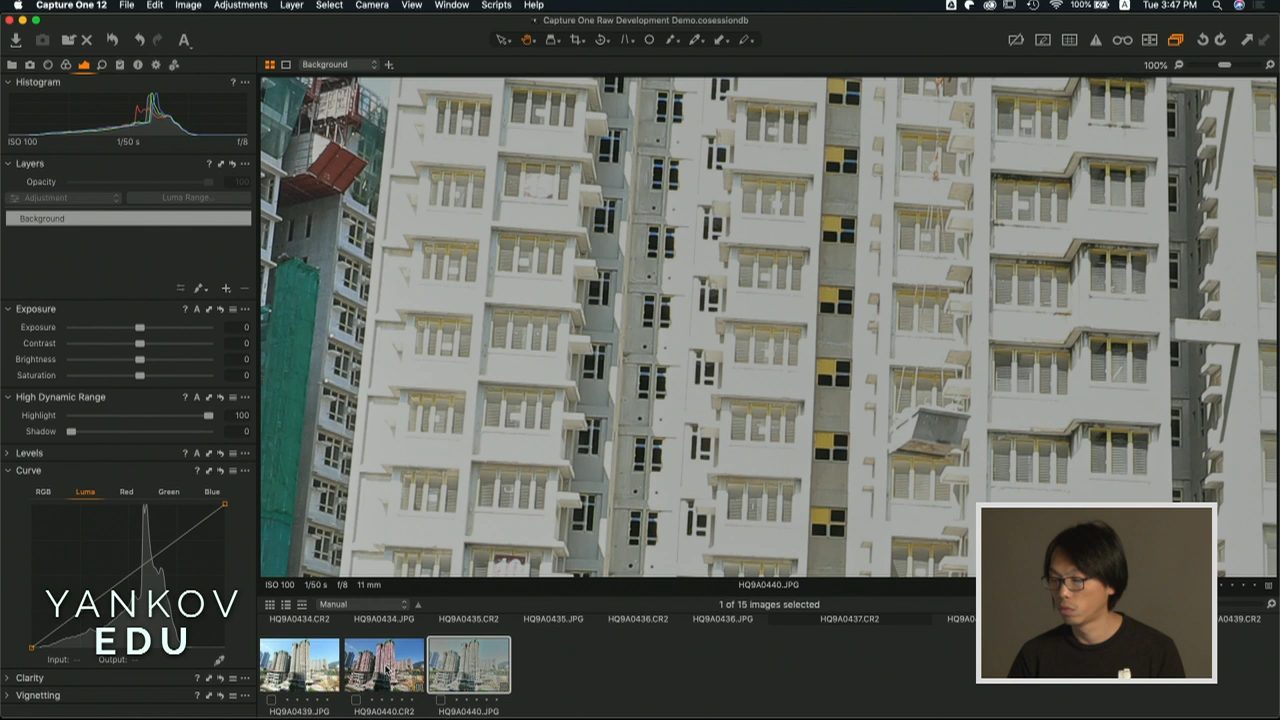 Capture One 12 File Edit Image Adjustments Layer Select Camera View Window Scripts Help 100% A Tue 3:47 PM
Capture One Raw Development Demo.cosessiondb
Background 100%
Histogram
ISO 100 1/50 s f/8
Layers
Opacity 100
Adjustment Luma Range...
Background
Exposure
Exposure 0
Contrast 0
Brightness 0
Saturation 0
High Dynamic Range
Highlight 100
Shadow 0
Levels
Curve
RGB Luma Red Green Blue
Input: -- Output: --
YANKOV
EDU
Clarity
Vignetting
ISO 100 1/50 s f/8 11 mm HQ9A0440.JPG
Manual 1 of 15 images selected
HQ9A0434.CR2 HQ9A0434.JPG HQ9A0435.CR2 HQ9A0435.JPG HQ9A0436.CR2 HQ9A0436.JPG HQ9A0437.CR2
HQ9A0439.JPG HQ9A0440.CR2 HQ9A0440.JPG